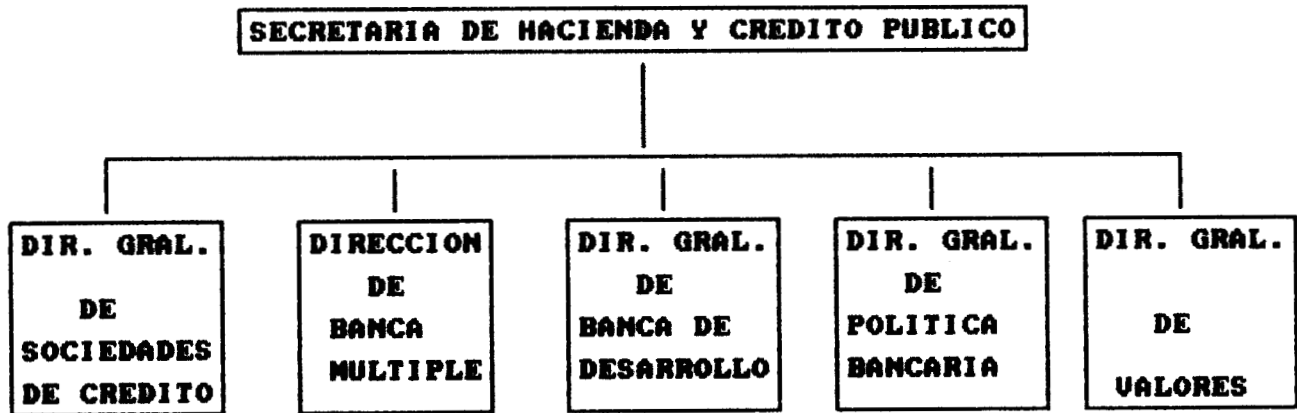 SECRETARIA DE HACIENDA Y CREDITO PUBLICO
DIR. GRAL.
DE
SOCIEDADES
DE CREDITO
DIRECCION
DE
BANCA
MULTIPLE
DIR. GRAL.
DE
BANCA DE
DESARROLLO
DIR. GRAL.
DE
POLITICA
BANCARIA
DIR. GRAL.
DE
VALORES